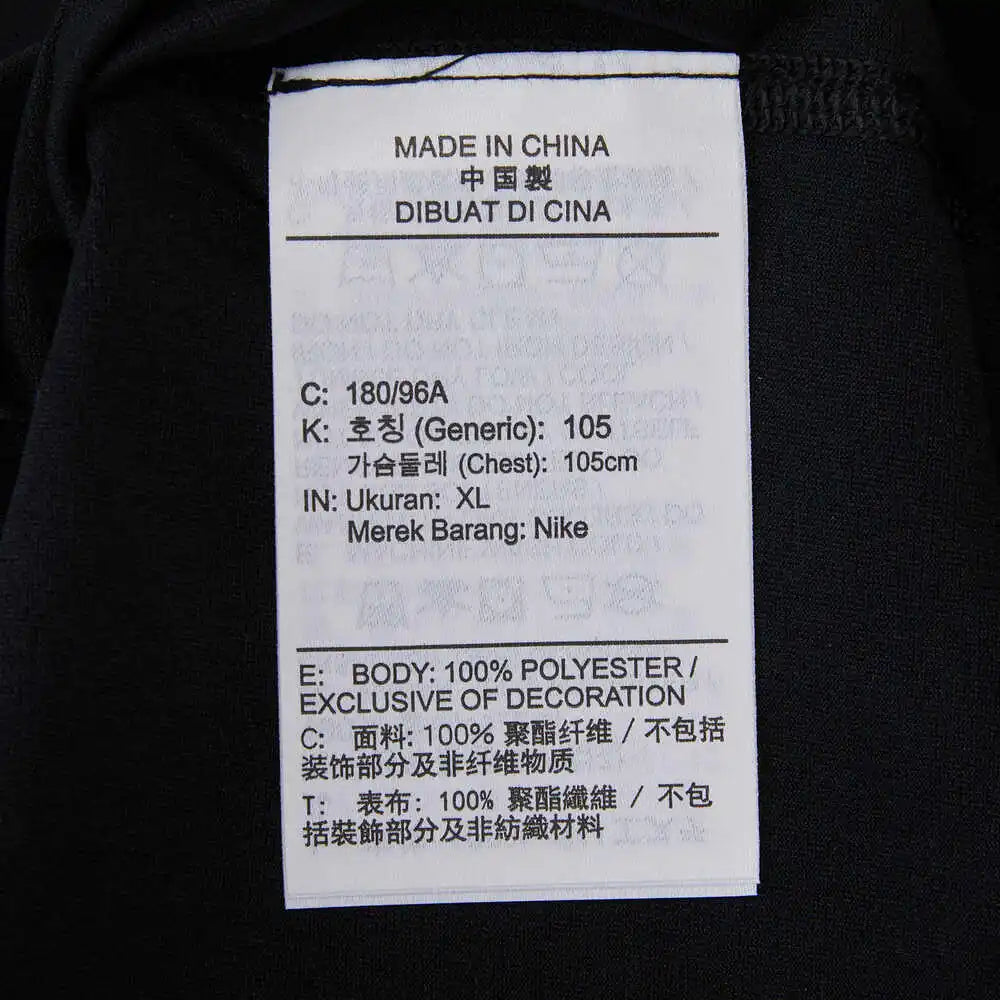 MADE IN CHINA
中国製
DIBUAT DI CINA
C: 180/96A
K: 호칭 (Generic): 105
가슴둘레 (Chest): 105cm
IN: Ukuran: XL
Merek Barang: Nike
E: BODY: 100% POLYESTER /
EXCLUSIVE OF DECORATION
C: 面料: 100% 聚酯纤维 / 不包括
装饰部分及非纤维物质
T: 表布: 100% 聚酯纖維 / 不包
括裝飾部分及非紡織材料